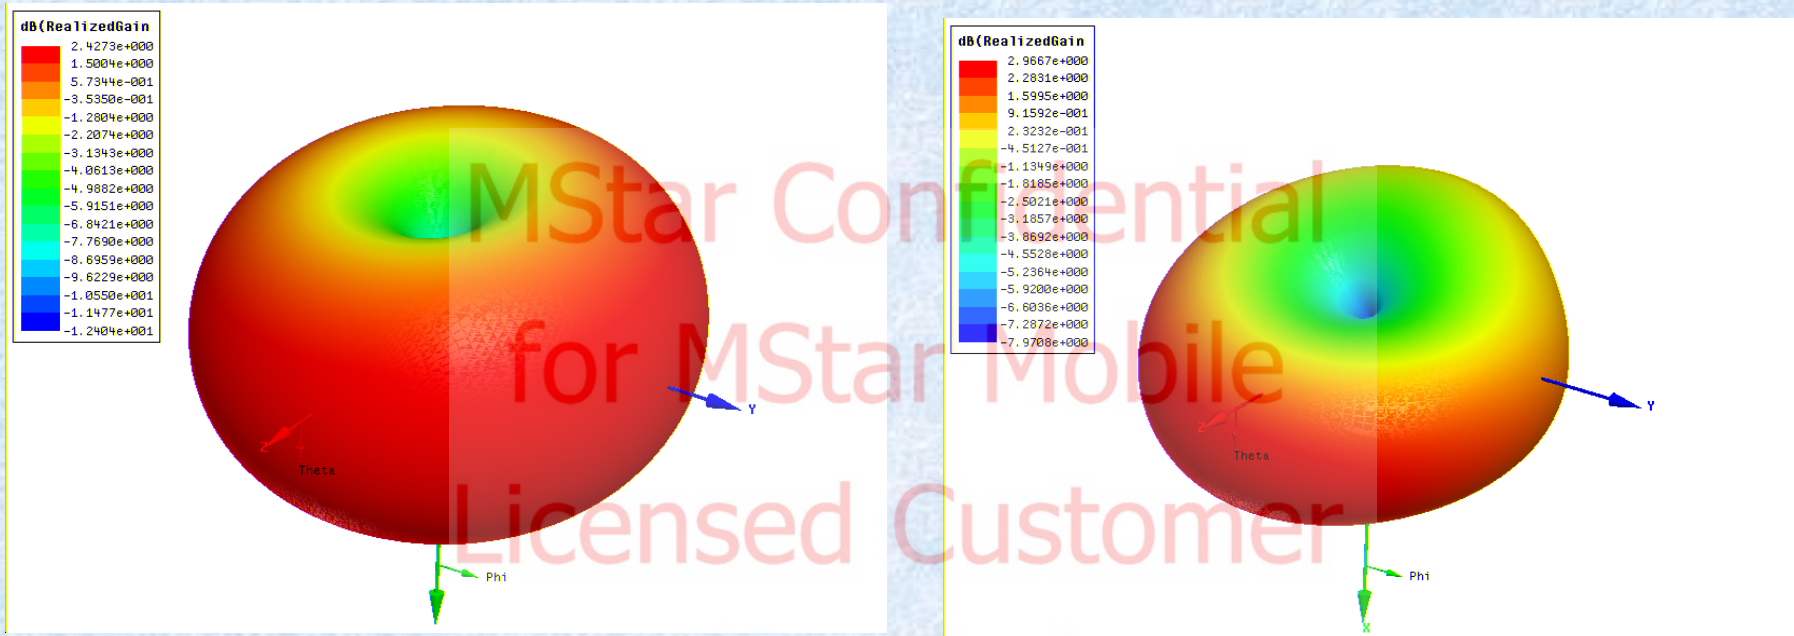 dB(RealizedGain
2.4273e+000
1.5004e+000
5.7344e-001
-3.5350e-001
-1.2804e+000
-2.2074e+000
-3.1343e+000
-4.0613e+000
-4.9882e+000
-5.9151e+000
-6.8421e+000
-7.7690e+000
-8.6959e+000
-9.6229e+000
-1.0550e+001
-1.1477e+001
-1.2404e+001
Z
Theta
Y
Phi
dB(RealizedGain
2.9667e+000
2.2831e+000
1.5995e+000
9.1592e-001
2.3232e-001
-4.5127e-001
-1.1349e+000
-1.8185e+000
-2.5021e+000
-3.1857e+000
-3.8692e+000
-4.5528e+000
-5.2364e+000
-5.9200e+000
-6.6036e+000
-7.2872e+000
-7.9708e+000
Z
Theta
Y
Phi
X
MStar Confidential
for MStar Mobile
Licensed Customer